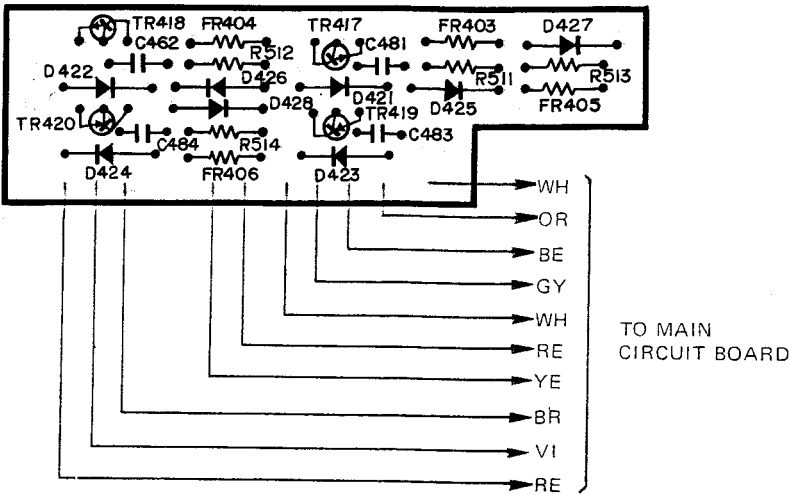 TR418 FR404 TR417 FR403 D427
C462 R512 C481
D422 D426 D421 R511 R513
D428 TR419 D425 FR405
TR420 C484 R514 C483
D424 FR406 D423
WH
OR
BE
GY
WH
RE
YE
BR
VI
RE
TO MAIN
CIRCUIT BOARD